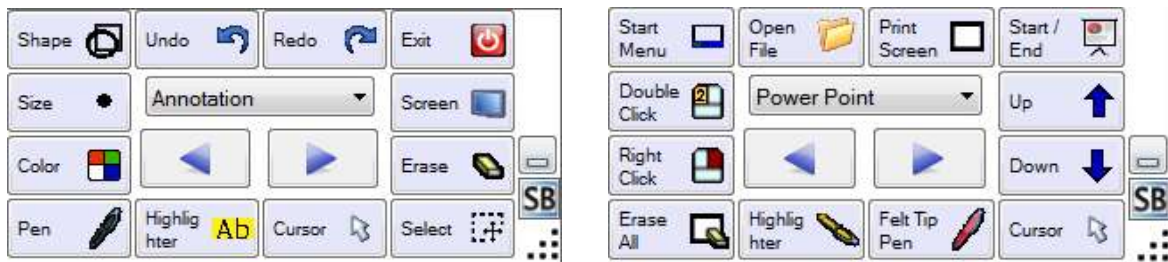 Shape
Undo
Redo
Exit
Size
Annotation
Screen
Color
Erase
Pen
Highlig
hter
Ab
Cursor
Select
SB
Start
Menu
Open
File
Print
Screen
Start /
End
Double
Click
2
Power Point
Up
Right
Click
Down
Erase
All
Highlig
hter
Felt Tip
Pen
Cursor
SB